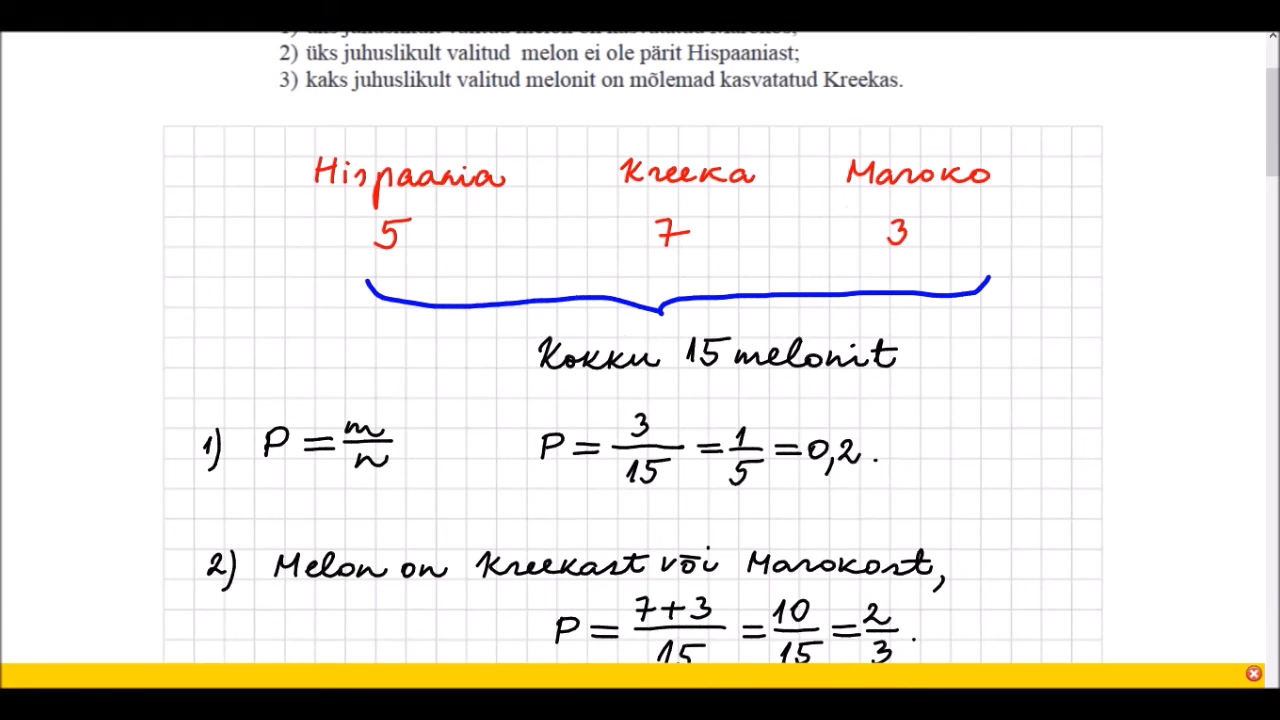 2) üks juhuslikult valitud melon ei ole pärit Hispaaniast;
3) kaks juhuslikult valitud melonit on mõlemad kasvatatud Kreekas.
Hispaania Kreeka Maroko
5 7 3
Kokku 15 melonit
1) P = m/n P = 3/15 = 1/5 = 0,2.
2) Melon on Kreekast või Marokost,
P = 7+3/15 = 10/15 = 2/3.